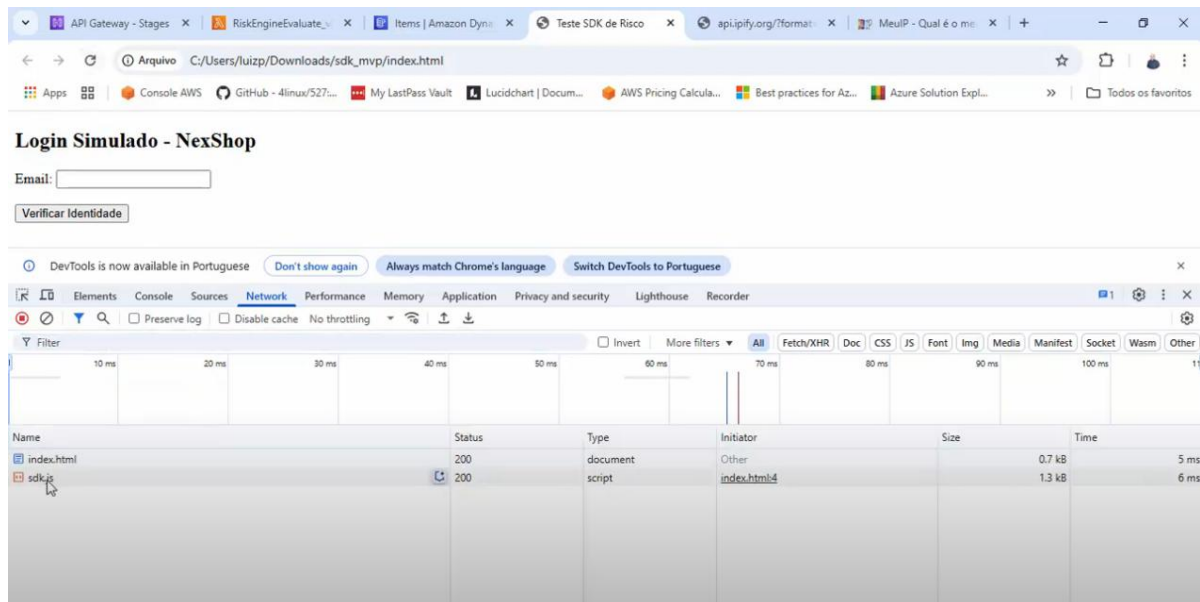 API Gateway - Stages RiskEngineEvaluate_v Items | Amazon Dyna Teste SDK de Risco api.ipify.org/?format= MeuIP - Qual é o me
Arquivo C:/Users/luizp/Downloads/sdk_mvp/index.html
Apps Console AWS GitHub - 4linux/527:... My LastPass Vault Lucidchart | Docum... AWS Pricing Calcula... Best practices for Az... Azure Solution Expl... » Todos os favoritos
Login Simulado - NexShop
Email:
Verificar Identidade
DevTools is now available in Portuguese Don't show again Always match Chrome's language Switch DevTools to Portuguese
Elements Console Sources Network Performance Memory Application Privacy and security Lighthouse Recorder 1
Preserve log Disable cache No throttling
Filter Invert More filters All Fetch/XHR Doc CSS JS Font Img Media Manifest Socket Wasm Other
10 ms 20 ms 30 ms 40 ms 50 ms 60 ms 70 ms 80 ms 90 ms 100 ms 11
Name Status Type Initiator Size Time
index.html 200 document Other 0.7 kB 5 ms
sdk.js 200 script index.html:4 1.3 kB 6 ms